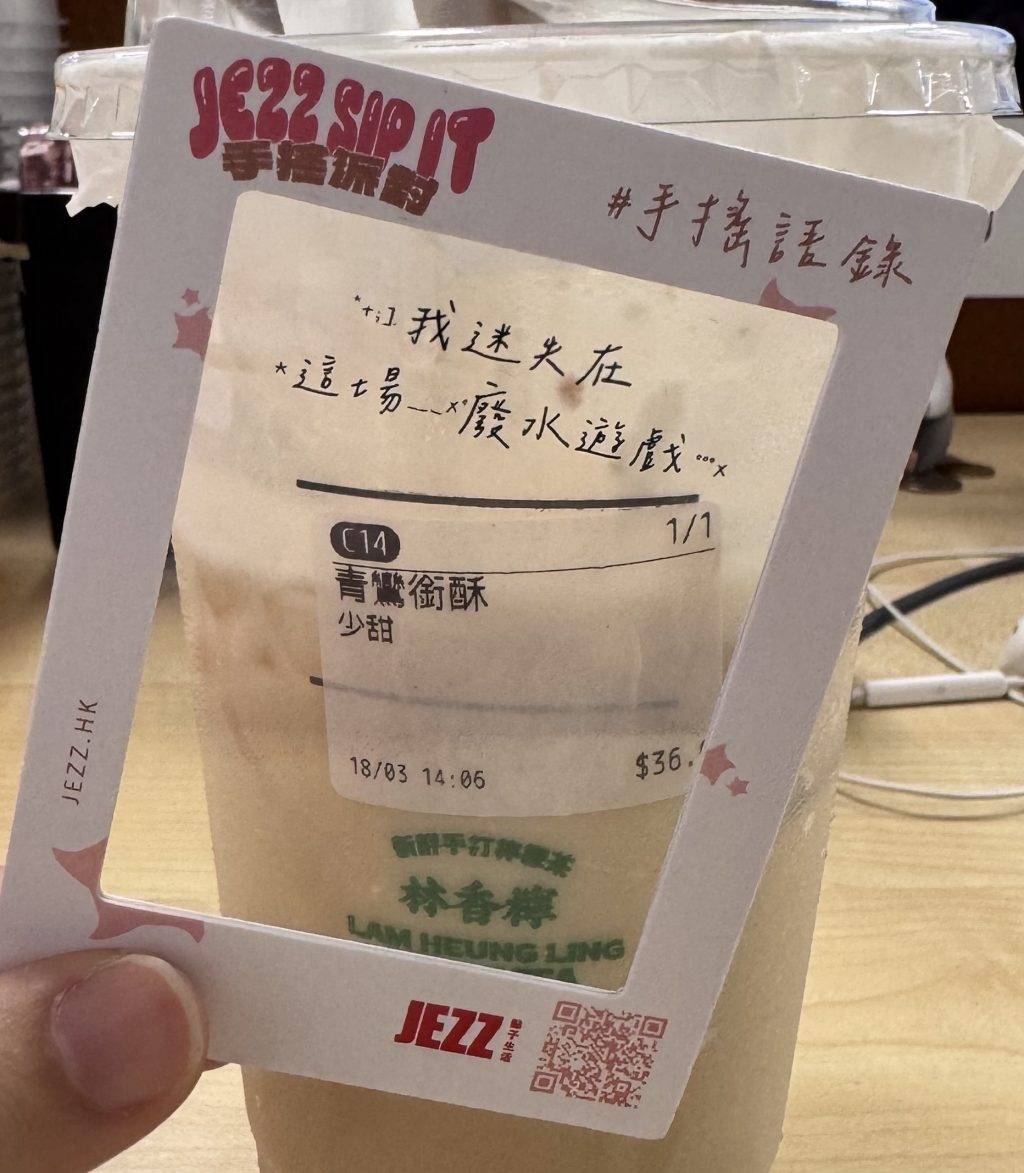 JEZZ SIP IT
手搖派對
#手搖語錄
*+;]. 我迷失在
*這場---x*廢水遊戲...x
C14
1/1
青鸞銜酥
少甜
18/03 14:06
$36.
新鮮手打檸檬茶
林香檸
LAM HEUNG LING
JEZZ.HK
JEZZ